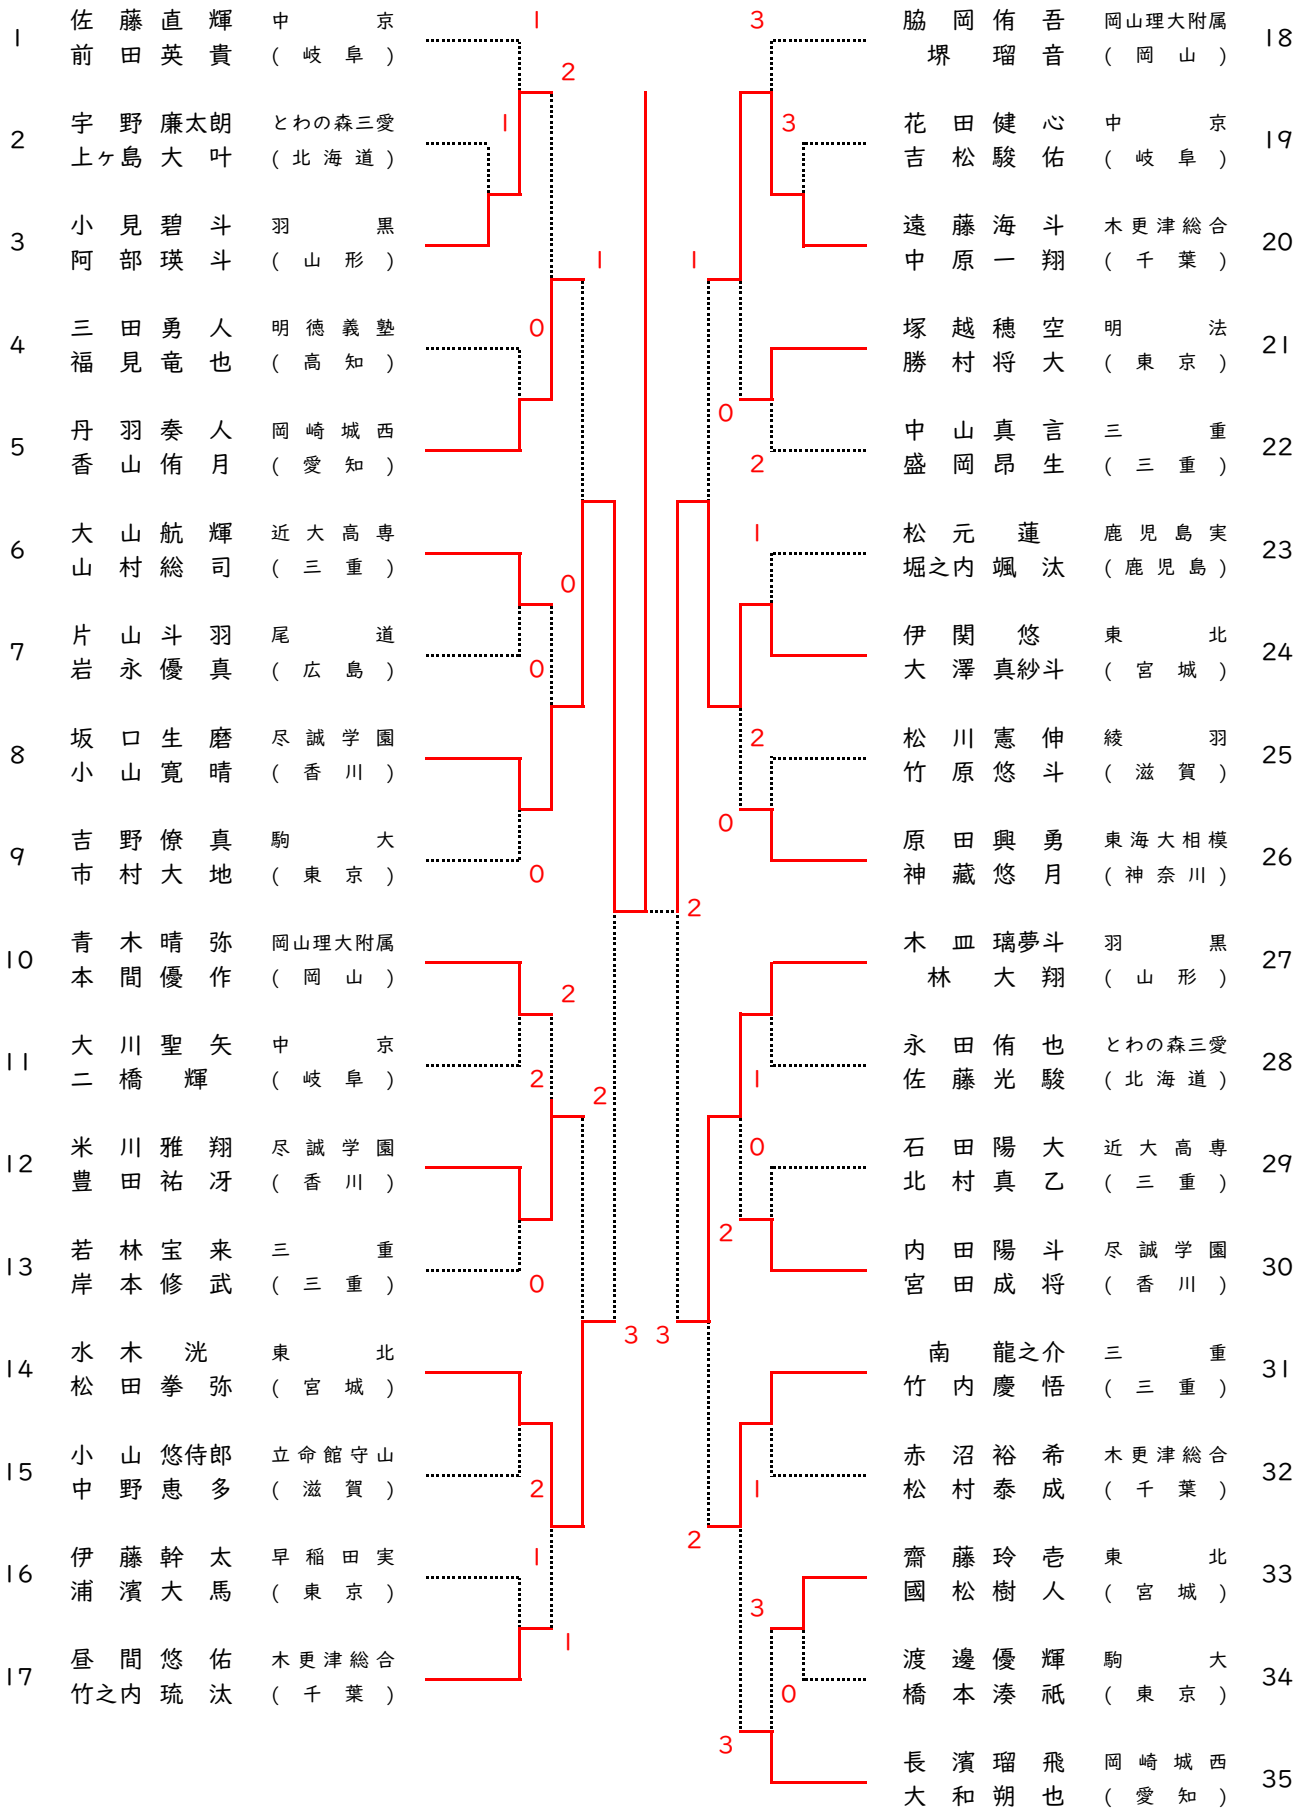 1 佐藤直輝 中京
前田英貴 (岐阜)
2 宇野廉太朗 とわの森三愛
上ヶ島大叶 (北海道)
3 小見碧斗 羽黒
阿部瑛斗 (山形)
4 三田勇人 明徳義塾
福見竜也 (高知)
5 丹羽奏人 岡崎城西
香山侑月 (愛知)
6 大山航輝 近大高専
山村総司 (三重)
7 片山斗羽 尾道
岩永優真 (広島)
8 坂口生磨 尽誠学園
小山寛晴 (香川)
9 吉野僚真 駒大
市村大地 (東京)
10 青木晴弥 岡山理大附属
本間優作 (岡山)
11 大川聖矢 中京
二橋輝 (岐阜)
12 米川雅翔 尽誠学園
豊田祐冴 (香川)
13 若林宝来 三重
岸本修武 (三重)
14 水木洸 東北
松田拳弥 (宮城)
15 小山悠侍郎 立命館守山
中野恵多 (滋賀)
16 伊藤幹太 早稲田実
浦濱大馬 (東京)
17 昼間悠佑 木更津総合
竹之内琉汰 (千葉)
1
2
1
1
0
0
0
0
2
2
2
0
3
2
1
1
3
3
1
0
2
1
2
0
2
1
0
2
3
1
2
3
0
3
脇岡侑吾 岡山理大附属 18
堺瑠音 (岡山)
花田健心 中京 19
吉松駿佑 (岐阜)
遠藤海斗 木更津総合 20
中原一翔 (千葉)
塚越穂空 明法 21
勝村将大 (東京)
中山真言 三重 22
盛岡昂生 (三重)
松元蓮 鹿児島実 23
堀之内颯汰 (鹿児島)
伊関悠 東北 24
大澤真紗斗 (宮城)
松川憲伸 綾羽 25
竹原悠斗 (滋賀)
原田興勇 東海大相模 26
神藏悠月 (神奈川)
木皿璃夢斗 羽黒 27
林大翔 (山形)
永田侑也 とわの森三愛 28
佐藤光駿 (北海道)
石田陽大 近大高専 29
北村真乙 (三重)
内田陽斗 尽誠学園 30
宮田成将 (香川)
南龍之介 三重 31
竹内慶悟 (三重)
赤沼裕希 木更津総合 32
松村泰成 (千葉)
齋藤玲壱 東北 33
國松樹人 (宮城)
渡邊優輝 駒大 34
橋本湊祇 (東京)
長濱瑠飛 岡崎城西 35
大和朔也 (愛知)